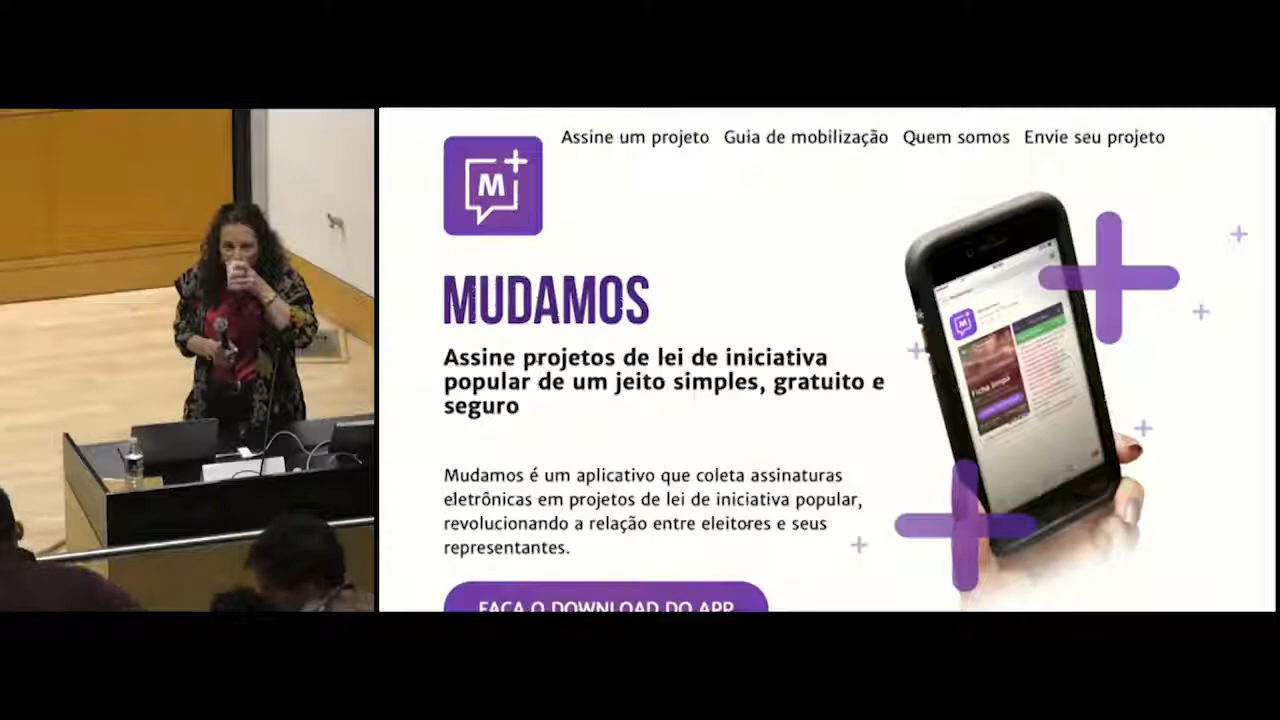 Assine um projeto Guia de mobilização Quem somos Envie seu projeto
M
MUDAMOS
Assine projetos de lei de iniciativa
popular de um jeito simples, gratuito e
seguro
Mudamos é um aplicativo que coleta assinaturas
eletrônicas em projetos de lei de iniciativa popular,
revolucionando a relação entre eleitores e seus
representantes.
FAÇA O DOWNLOAD DO APP
Ficha limpa